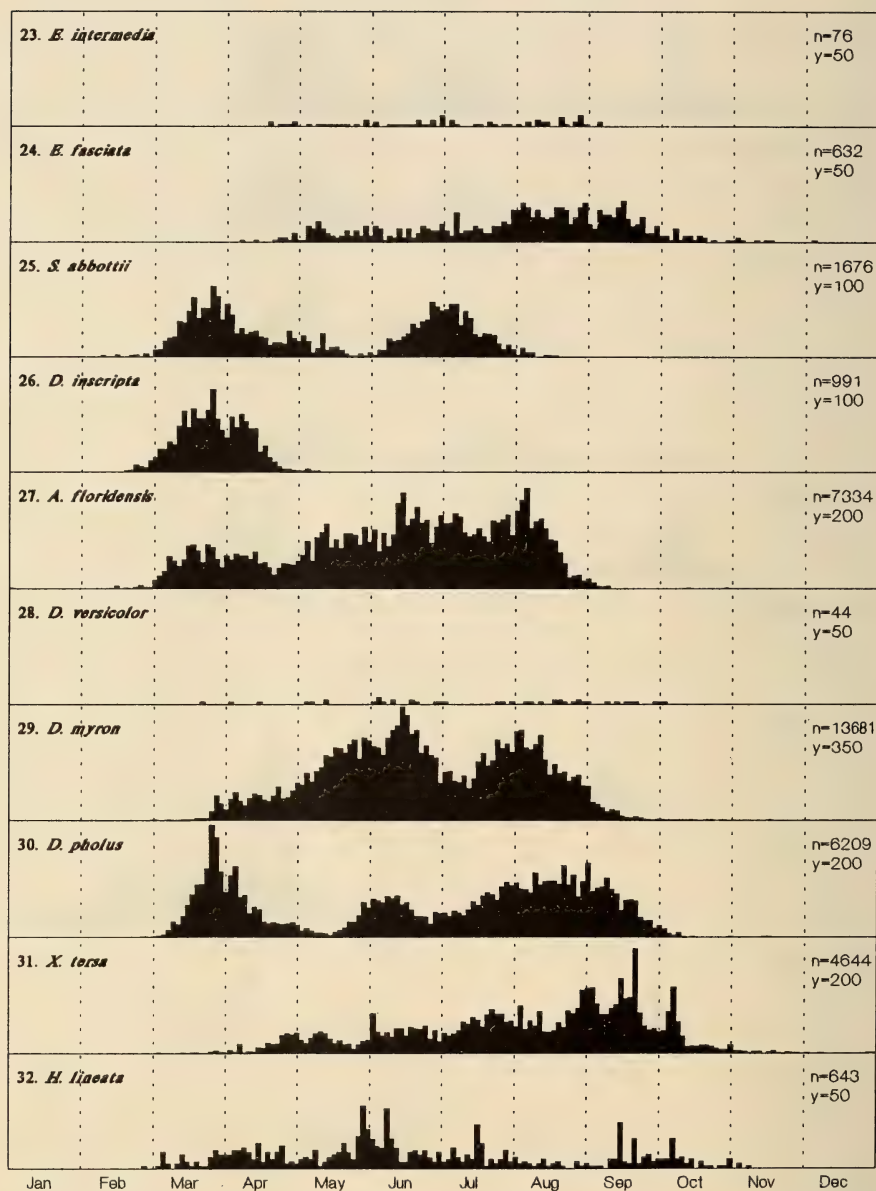 23. E. intermedia n=76
y=50
24. E. fasciata n=632
y=50
25. S. abbottii n=1676
y=100
26. D. inscripta n=991
y=100
27. A. floridensis n=7334
y=200
28. D. versicolor n=44
y=50
29. D. myron n=13681
y=350
30. D. pholus n=6209
y=200
31. X. tersa n=4644
y=200
32. H. lineata n=643
y=50
Jan Feb Mar Apr May Jun Jul Aug Sep Oct Nov Dec